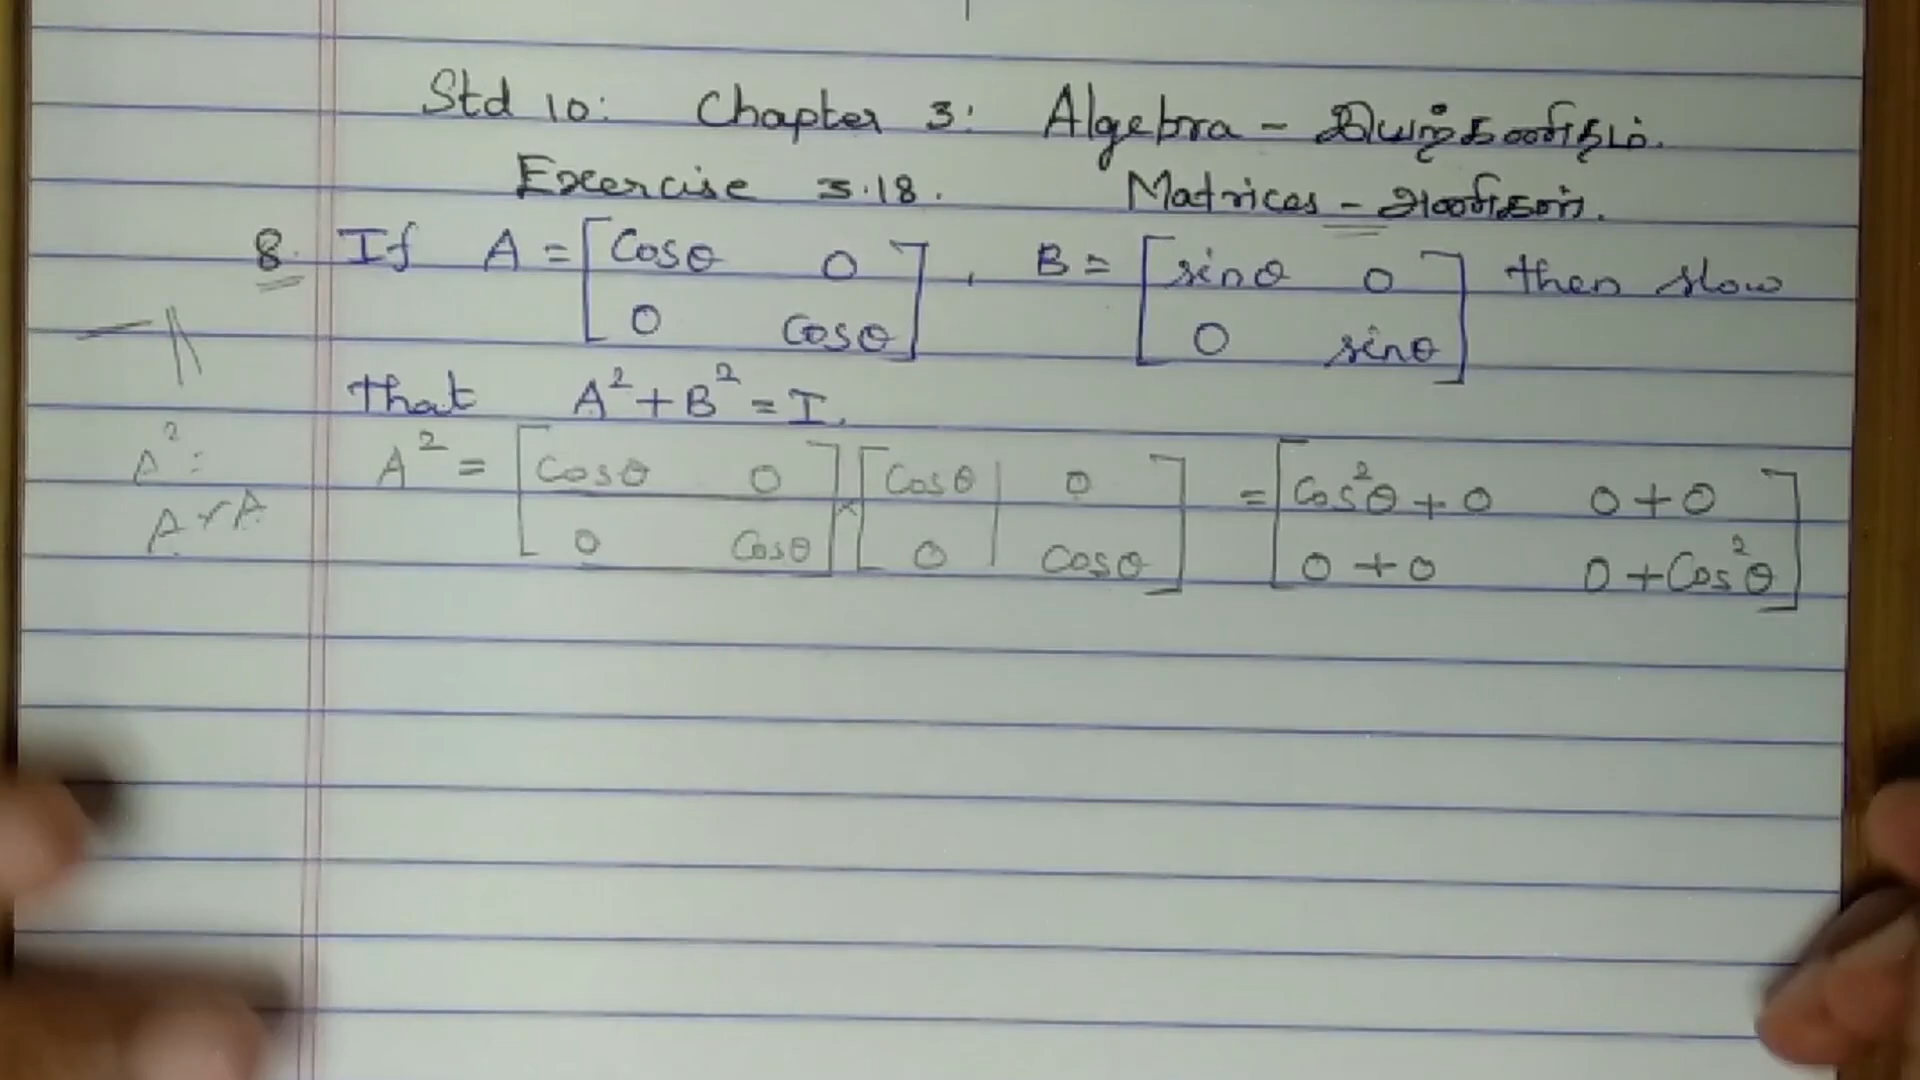 Std 10: Chapter 3: Algebra - இயற்கணிதம்.
Exercise 3.18. Matrices - அணிகள்.
8. If A = [cosθ 0 , B = [sinθ 0 ] then show
0 cosθ] 0 sinθ]
that A² + B² = I.
A² = [cosθ 0 ] × [cosθ | 0 ] = [cos²θ + 0 0 + 0 ]
0 cosθ 0 | cosθ 0 + 0 0 + cos²θ
A² =
A × A